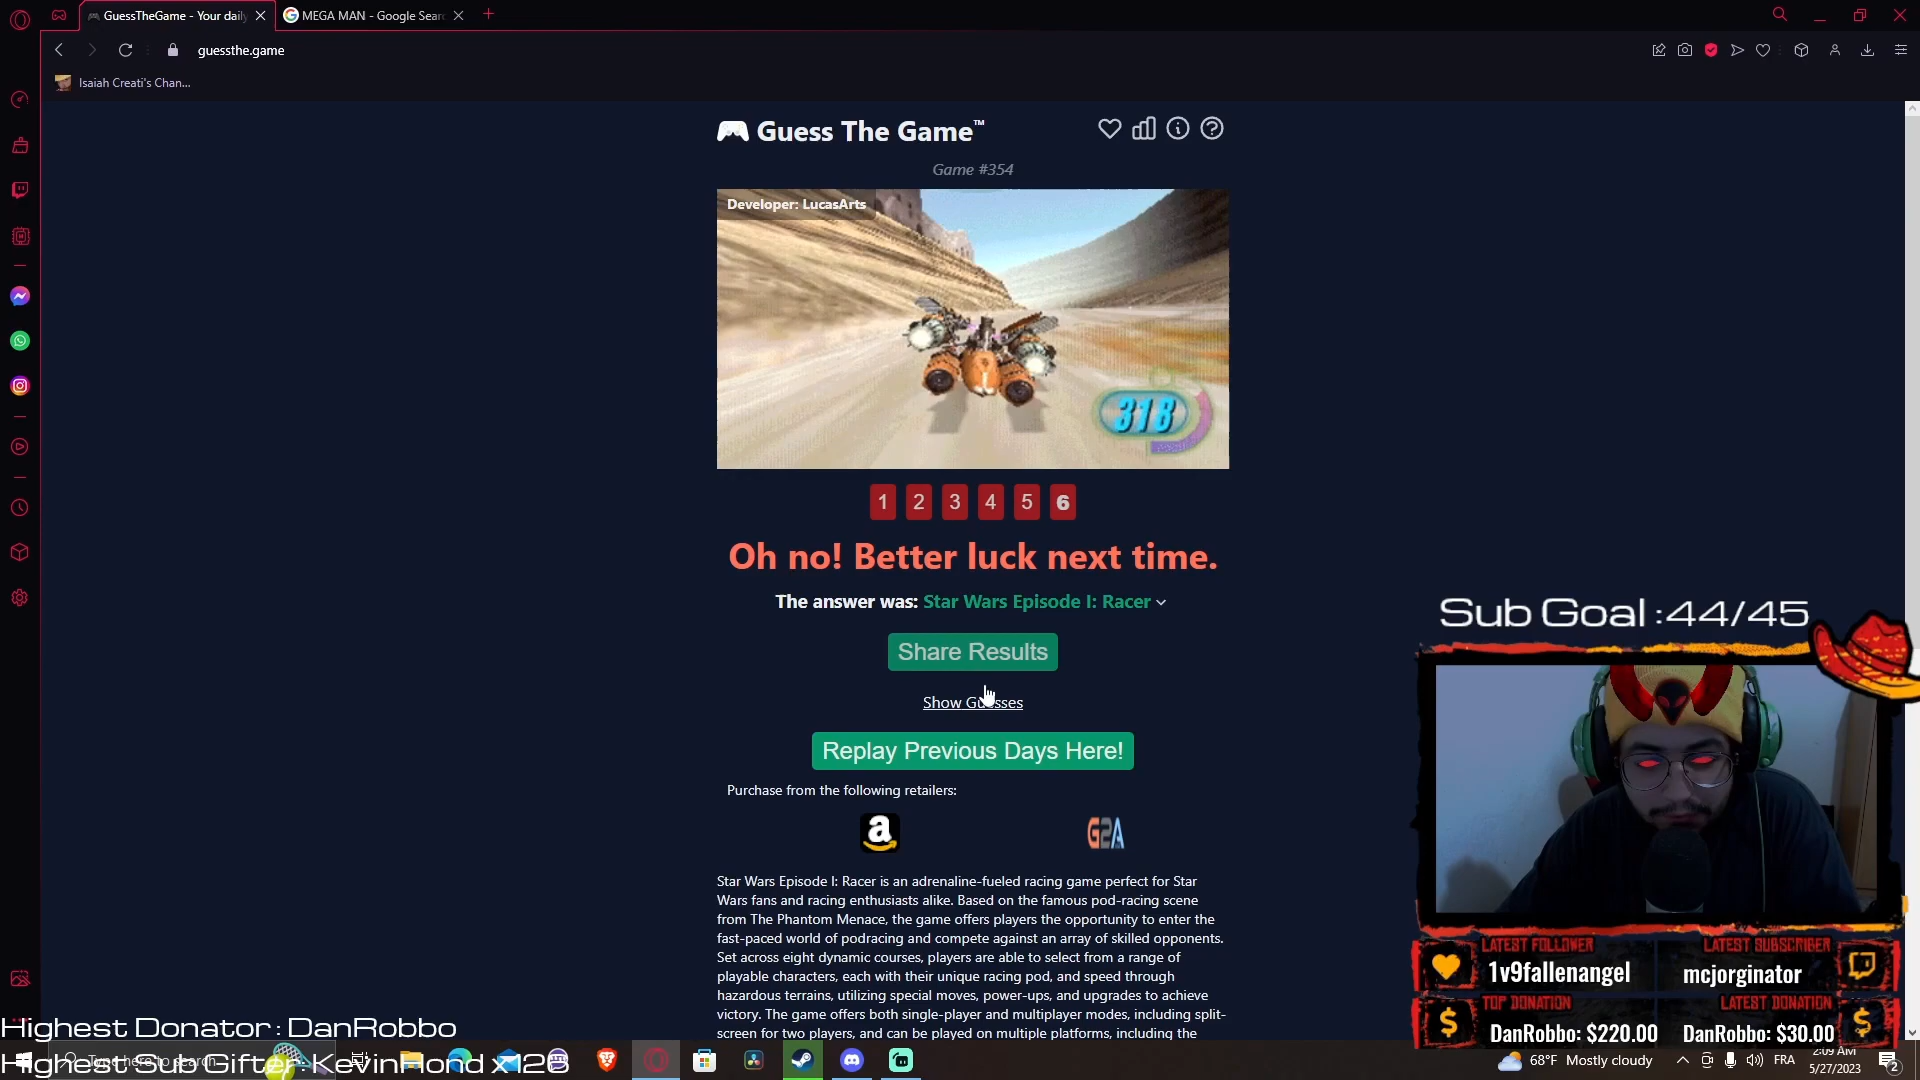 GuessTheGame - Your daily
MEGA MAN - Google Sear
guessthe.game
Isaiah Creati's Chan...
Guess The Game™
Game #354
Developer: LucasArts
318
1 2 3 4 5 6
Oh no! Better luck next time.
The answer was: Star Wars Episode I: Racer
Share Results
Show Guesses
Replay Previous Days Here!
Purchase from the following retailers:
a
G2A
Star Wars Episode I: Racer is an adrenaline-fueled racing game perfect for Star
Wars fans and racing enthusiasts alike. Based on the famous pod-racing scene
from The Phantom Menace, the game offers players the opportunity to enter the
fast-paced world of podracing and compete against an array of skilled opponents.
Set across eight dynamic courses, players are able to select from a range of
playable characters, each with their unique racing pod, and speed through
hazardous terrains, utilizing special moves, power-ups, and upgrades to achieve
victory. The game offers both single-player and multiplayer modes, including split-
screen for two players, and can be played on multiple platforms, including the
Sub Goal :44/45
LATEST FOLLOWER
1v9fallenangel
LATEST SUBSCRIBER
mcjorginator
TOP DONATION
DanRobbo: $220.00
LATEST DONATION
DanRobbo: $30.00
Highest Donator : DanRobbo
Highest Sub Gifter: KevinHond x126
Type here to search
68°F Mostly cloudy
FRA
2:09 AM
5/27/2023
2